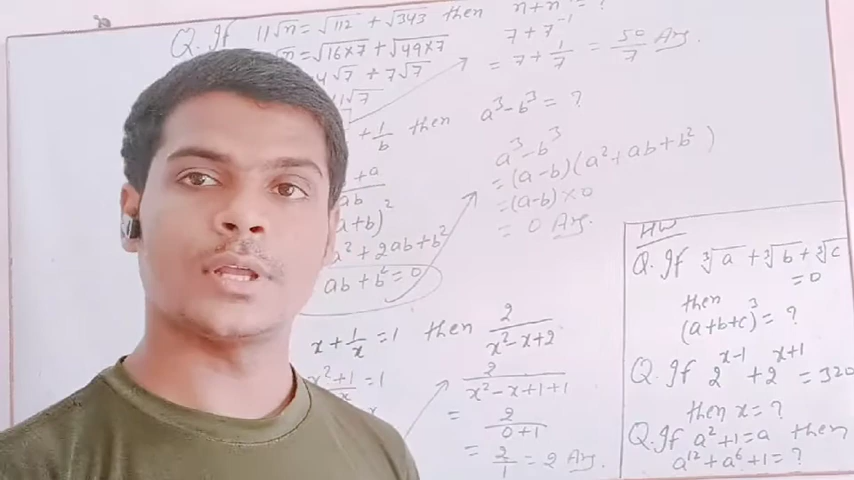 Q. If 11√n = √112 + √343 then n+n⁻¹ = ?
√n = √16×7 + √49×7
4√7 + 7√7
11√7
7+7⁻¹
= 7+1/7 = 50/7 Ans.
+ 1/b then a³-b³ = ?
+a
ab
a+b)²
a²+2ab+b²
ab+b²=0
a³-b³
=(a-b)(a²+ab+b²)
=(a-b)×0
= 0 Ans.
x+1/x=1 then 2/x²-x+2
x²+1/x=1
2/x²-x+1+1
= 2/0+1
= 2/1 = 2 Ans.
HW
Q. If ∛a+∛b+∛c
=0
then
(a+b+c)³= ?
Q. If 2ˣ⁻¹+2ˣ⁺¹=320
then x=?
Q. If a²+1=a then
a¹²+a⁶+1=?